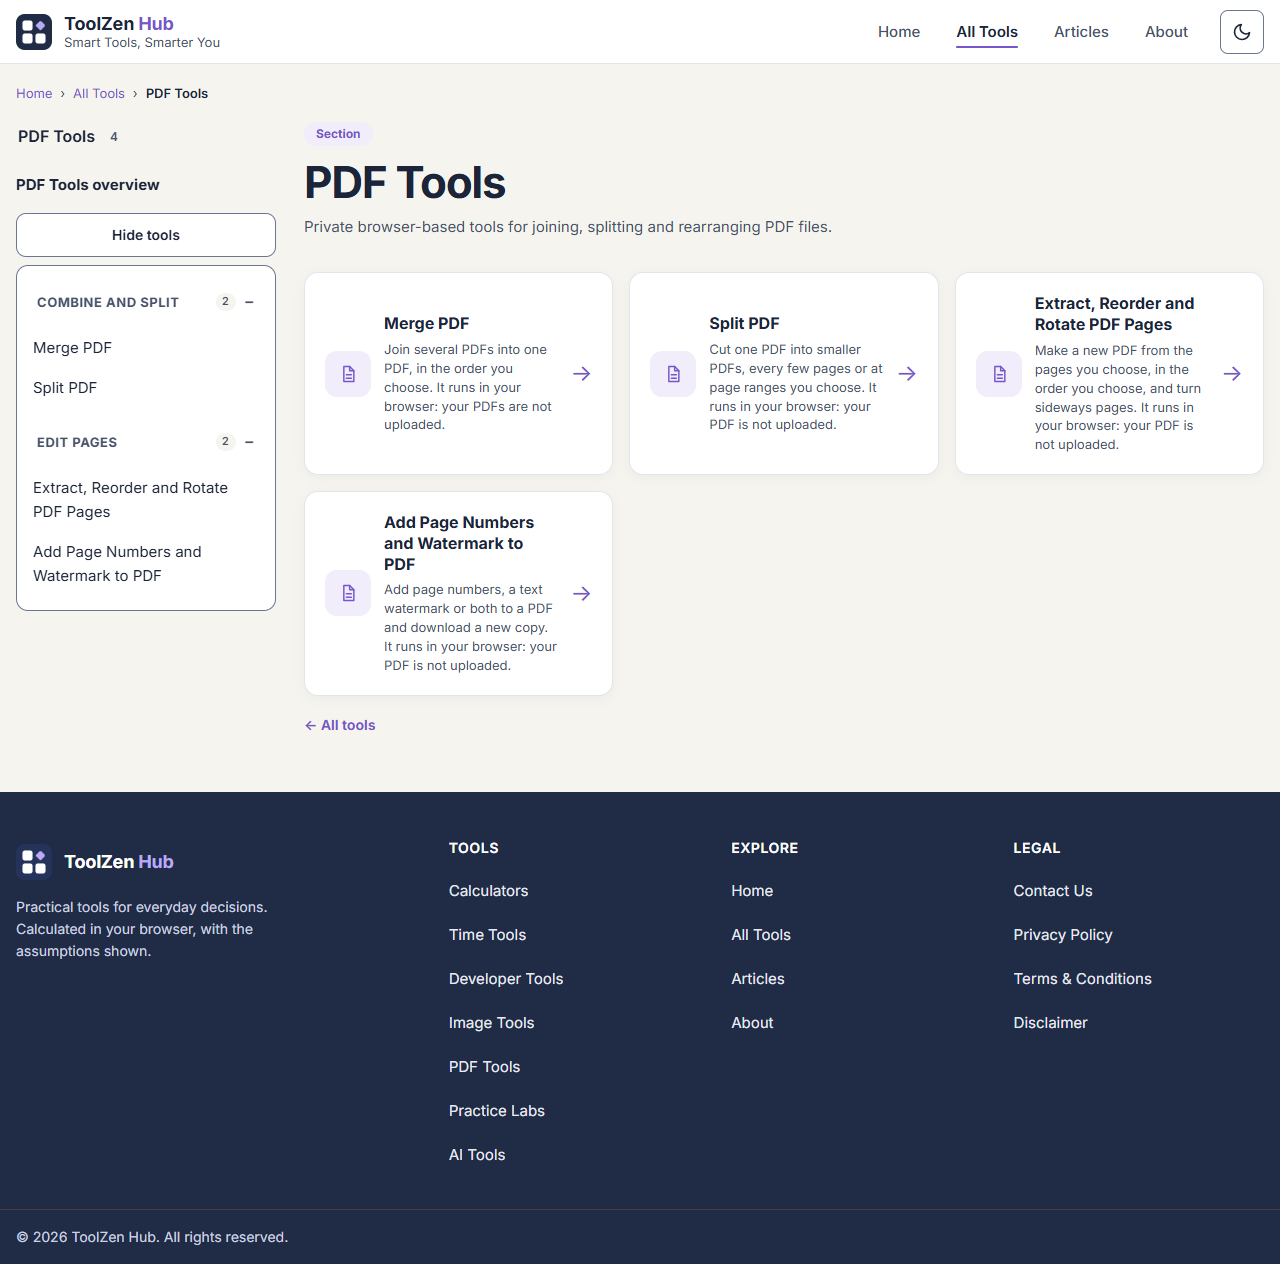 ToolZen Hub
Smart Tools, Smarter You
Home
All Tools
Articles
About
Home › All Tools › PDF Tools
PDF Tools 4
PDF Tools overview
Hide tools
COMBINE AND SPLIT 2 −
Merge PDF
Split PDF
EDIT PAGES 2 −
Extract, Reorder and Rotate
PDF Pages
Add Page Numbers and
Watermark to PDF
Section
PDF Tools
Private browser-based tools for joining, splitting and rearranging PDF files.
Merge PDF
Join several PDFs into one
PDF, in the order you
choose. It runs in your
browser: your PDFs are not
uploaded.
→
Split PDF
Cut one PDF into smaller
PDFs, every few pages or at
page ranges you choose. It
runs in your browser: your
PDF is not uploaded.
→
Extract, Reorder and
Rotate PDF Pages
Make a new PDF from the
pages you choose, in the
order you choose, and turn
sideways pages. It runs in
your browser: your PDF is
not uploaded.
→
Add Page Numbers
and Watermark to
PDF
Add page numbers, a text
watermark or both to a PDF
and download a new copy.
It runs in your browser: your
PDF is not uploaded.
→
← All tools
ToolZen Hub
Practical tools for everyday decisions.
Calculated in your browser, with the
assumptions shown.
TOOLS
Calculators
Time Tools
Developer Tools
Image Tools
PDF Tools
Practice Labs
AI Tools
EXPLORE
Home
All Tools
Articles
About
LEGAL
Contact Us
Privacy Policy
Terms & Conditions
Disclaimer
© 2026 ToolZen Hub. All rights reserved.